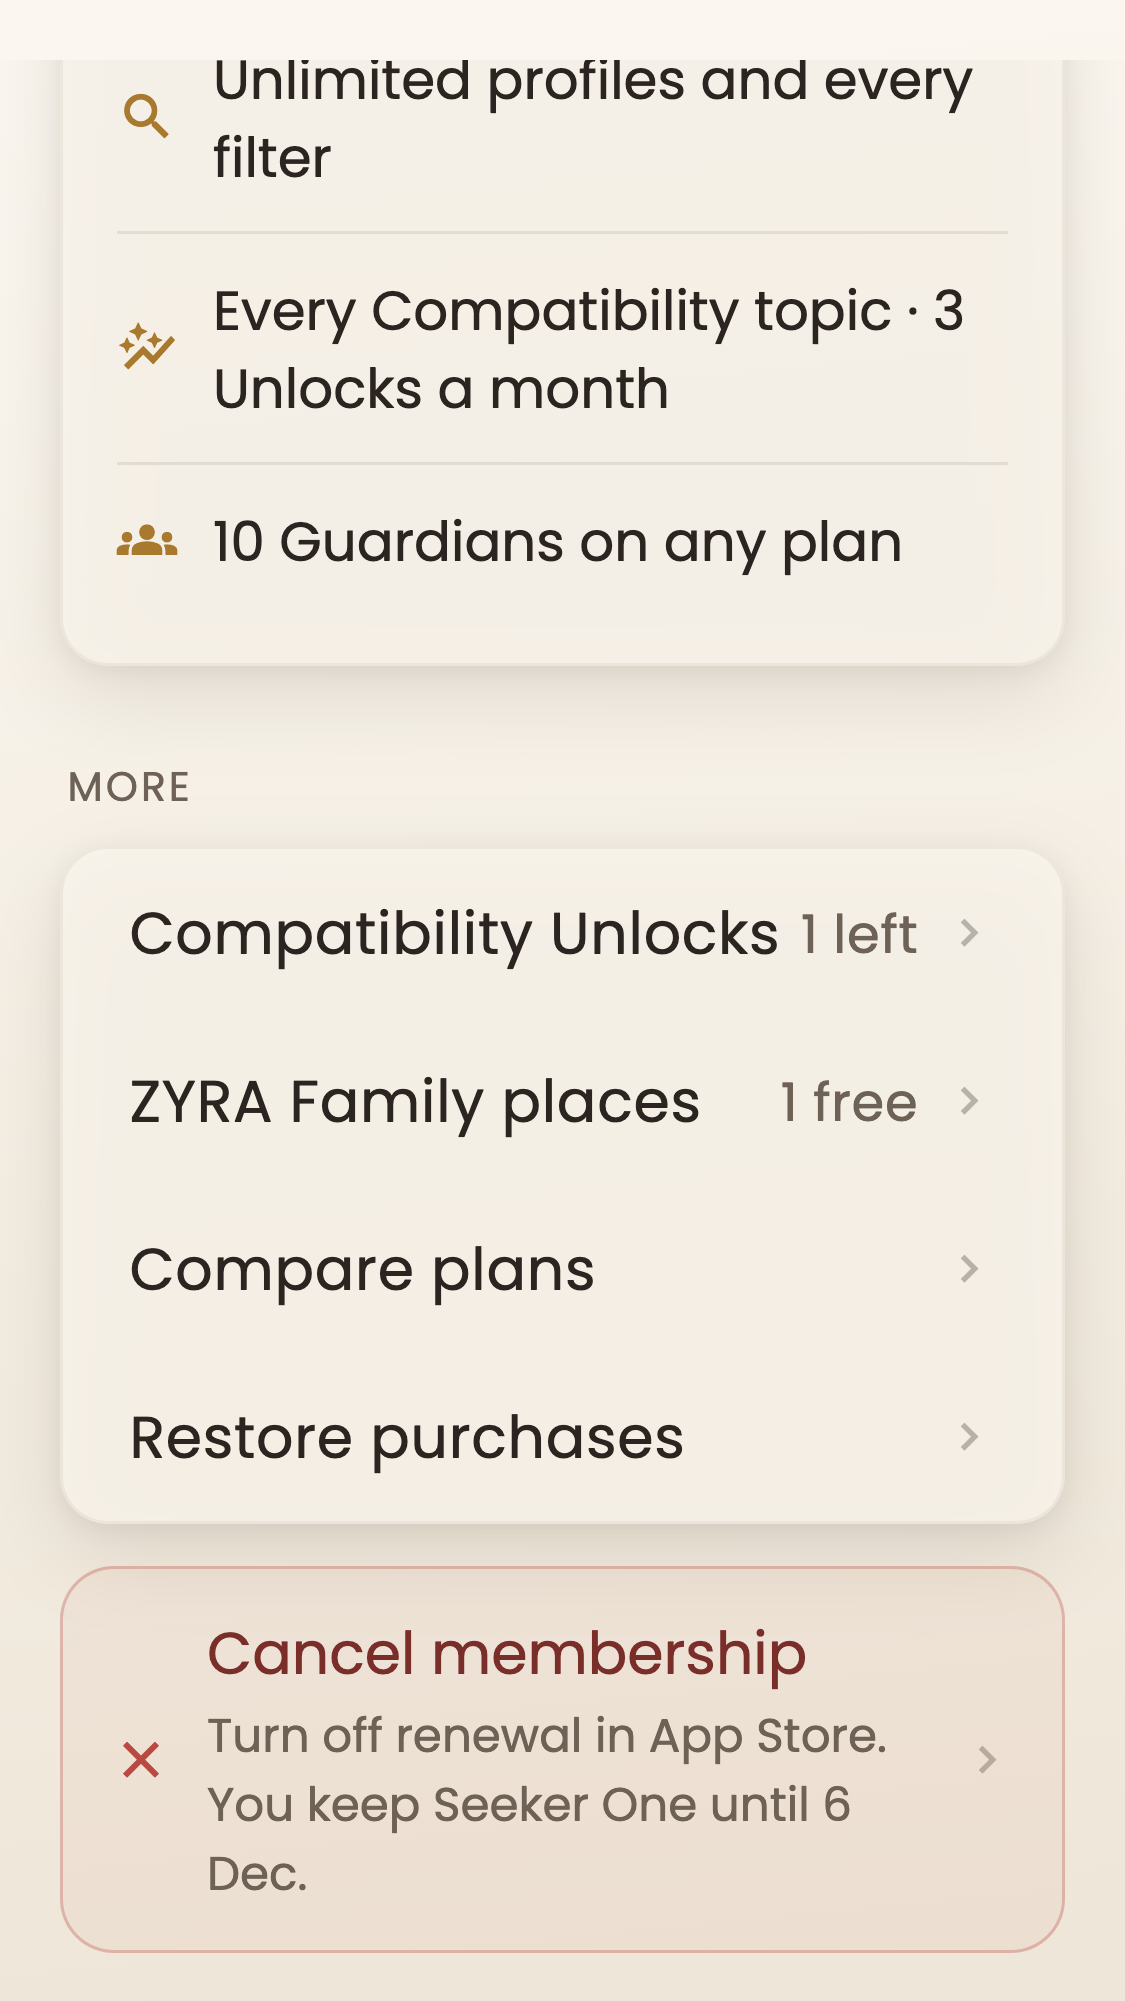 Unlimited profiles and every
filter
Every Compatibility topic · 3
Unlocks a month
10 Guardians on any plan
MORE
Compatibility Unlocks 1 left
ZYRA Family places 1 free
Compare plans
Restore purchases
Cancel membership
Turn off renewal in App Store.
You keep Seeker One until 6
Dec.